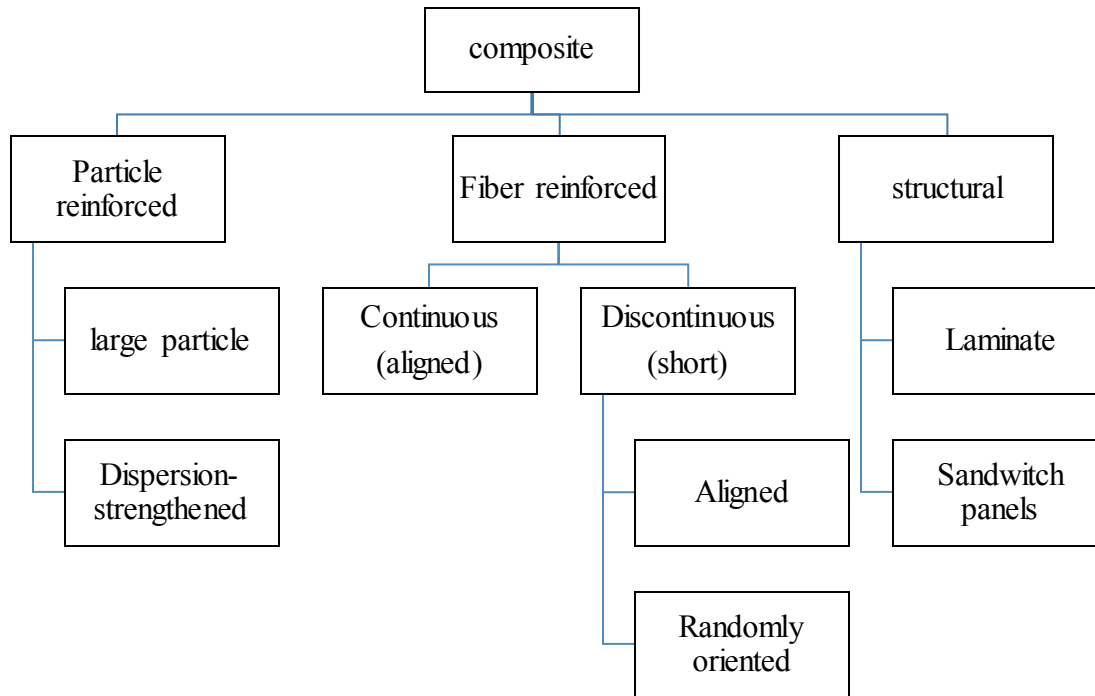 composite
Particle
reinforced
Fiber reinforced
structural
large particle
Continuous
(aligned)
Discontinuous
(short)
Laminate
Dispersion-
strengthened
Aligned
Sandwitch
panels
Randomly
oriented